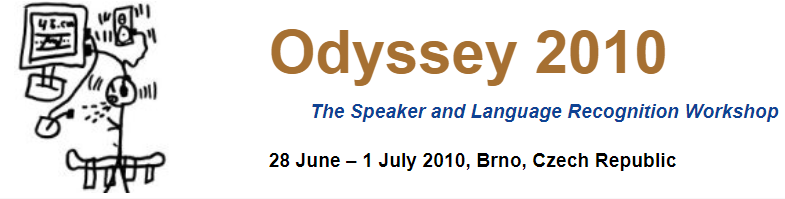 Odyssey 2010
The Speaker and Language Recognition Workshop
28 June – 1 July 2010, Brno, Czech Republic